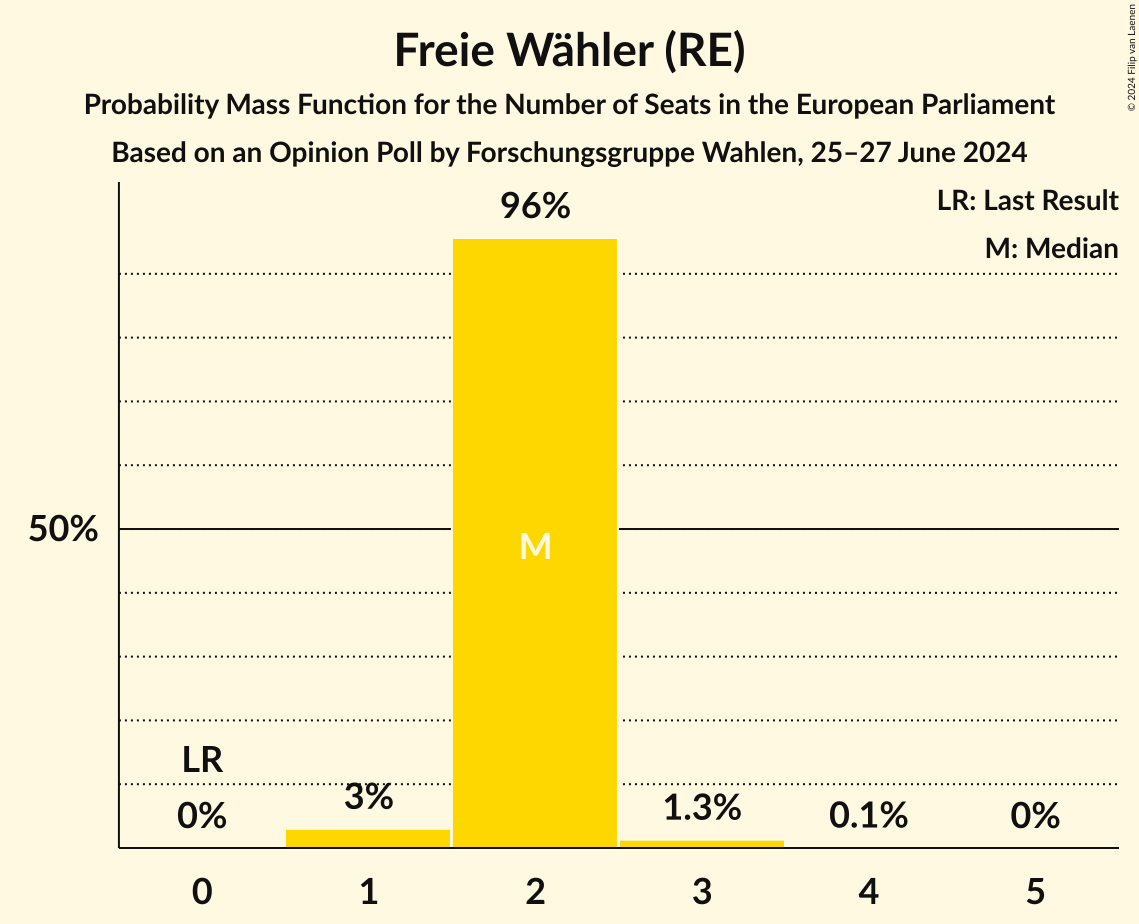 Freie Wähler (RE)
Probability Mass Function for the Number of Seats in the European Parliament
Based on an Opinion Poll by Forschungsgruppe Wahlen, 25–27 June 2024
© 2024 Filip van Laenen
LR: Last Result
M: Median
96%
50%
M
LR
0%
3%
1.3%
0.1%
0%
0
1
2
3
4
5